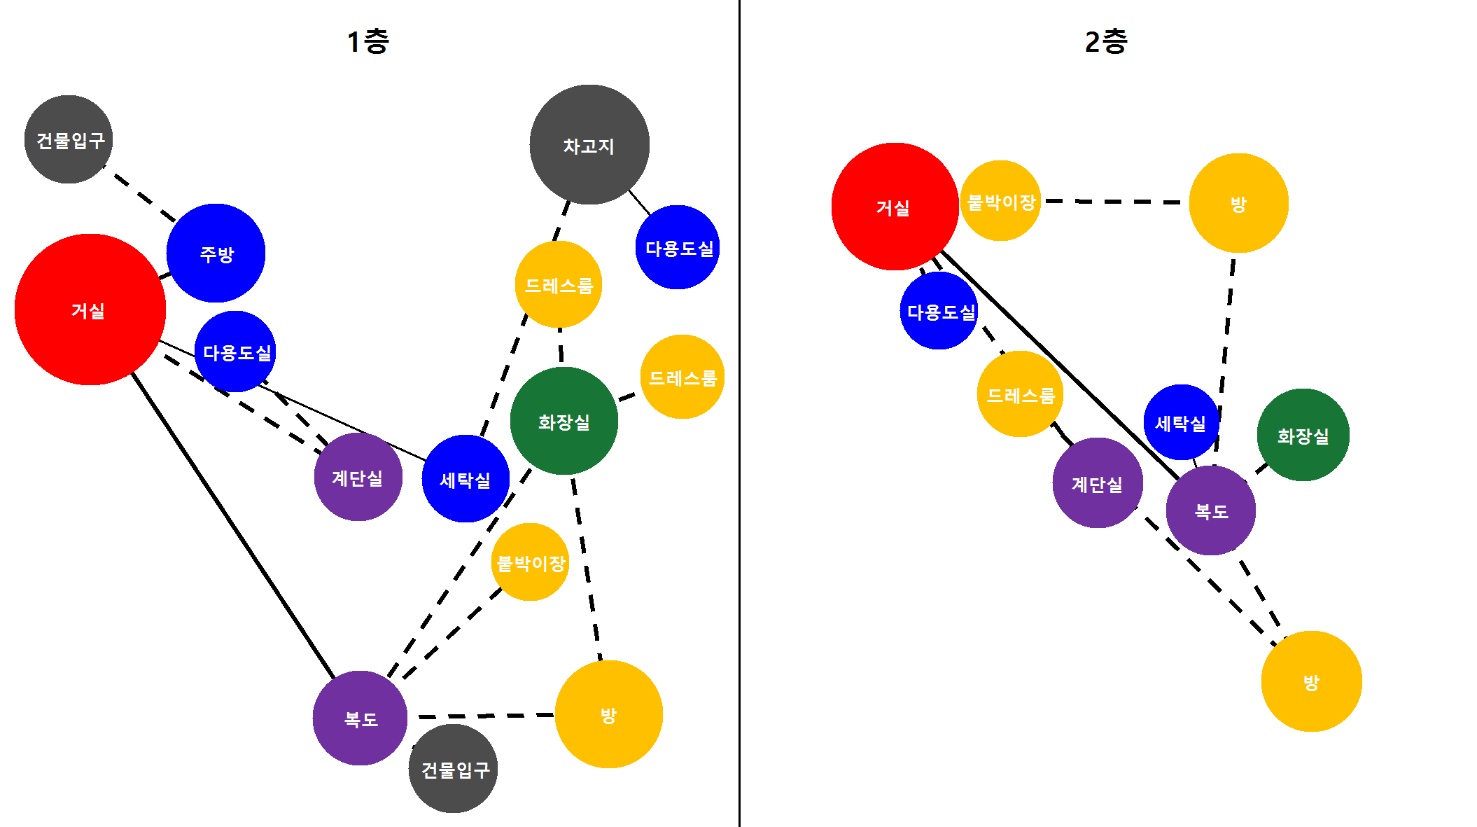 1층
건물입구
차고지
주방
다용도실
드레스룸
거실
다용도실
드레스룸
화장실
계단실
세탁실
붙박이장
복도
방
건물입구
2층
거실
붙박이장
방
다용도실
드레스룸
세탁실
화장실
계단실
복도
방